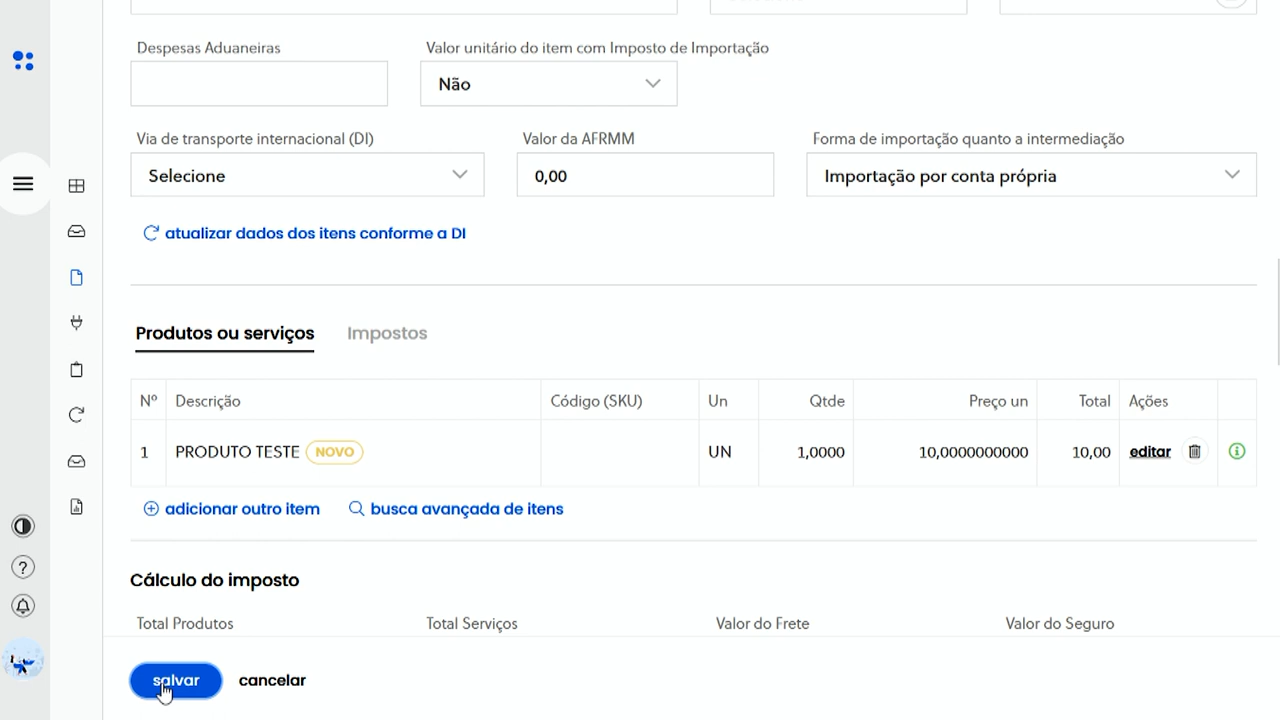 Despesas Aduaneiras
Valor unitário do item com Imposto de Importação
Não
Via de transporte internacional (DI)
Valor da AFRMM
Forma de importação quanto a intermediação
Selecione
0,00
Importação por conta própria
atualizar dados dos itens conforme a DI
Produtos ou serviços
Impostos
Nº Descrição Código (SKU) Un Qtde Preço un Total Ações
1 PRODUTO TESTE NOVO UN 1,0000 10,0000000000 10,00 editar
adicionar outro item
busca avançada de itens
Cálculo do imposto
Total Produtos
Total Serviços
Valor do Frete
Valor do Seguro
salvar
cancelar